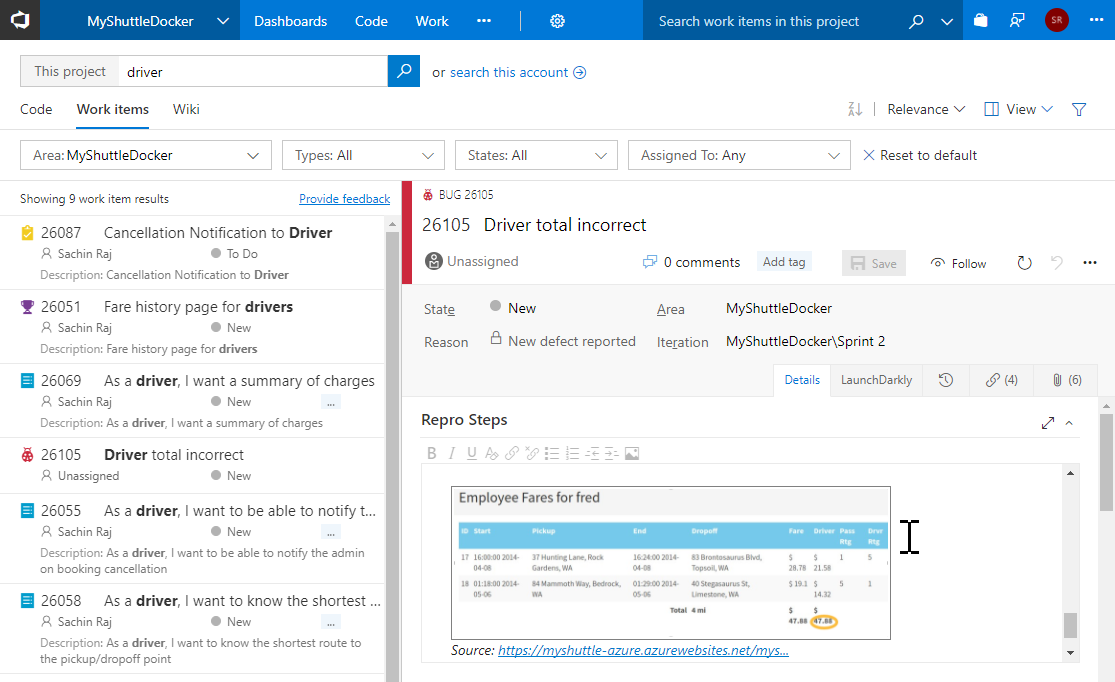 MyShuttleDocker Dashboards Code Work ••• Search work items in this project SR •••
This project driver or search this account
Code Work items Wiki Relevance View
Area: MyShuttleDocker Types: All States: All Assigned To: Any Reset to default
Showing 9 work item results Provide feedback
26087 Cancellation Notification to Driver
Sachin Raj To Do
Description: Cancellation Notification to Driver
26051 Fare history page for drivers
Sachin Raj New
Description: Fare history page for drivers
26069 As a driver, I want a summary of charges
Sachin Raj New ...
Description: As a driver, I want a summary of charges
26105 Driver total incorrect
Unassigned New
26055 As a driver, I want to be able to notify t...
Sachin Raj New ...
Description: As a driver, I want to be able to notify the admin
on booking cancellation
26058 As a driver, I want to know the shortest ...
Sachin Raj New ...
Description: As a driver, I want to know the shortest route to
the pickup/dropoff point
BUG 26105
26105 Driver total incorrect
Unassigned 0 comments Add tag Save Follow •••
State New Area MyShuttleDocker
Reason New defect reported Iteration MyShuttleDocker\Sprint 2
Details LaunchDarkly (4) (6)
Repro Steps
B I U
Employee Fares for fred
ID Start Pickup End Dropoff Fare Driver Pass Drvr
Rtg Rtg
17 16:00:00 2014- 37 Hunting Lane, Rock 16:24:00 2014- 83 Brontosaurus Blvd, $ $ 1 5
04-08 Gardens, WA 04-08 Topsoil, WA 28.78 21.58
18 01:18:00 2014- 84 Mammoth Way, Bedrock, 01:29:00 2014- 40 Stegasaurus St, $ 19.1 $ 5 1
05-06 WA 05-06 Limestone, WA 14.32
Total 4 mi $ $
47.88 47.88
Source: https://myshuttle-azure.azurewebsites.net/mys...